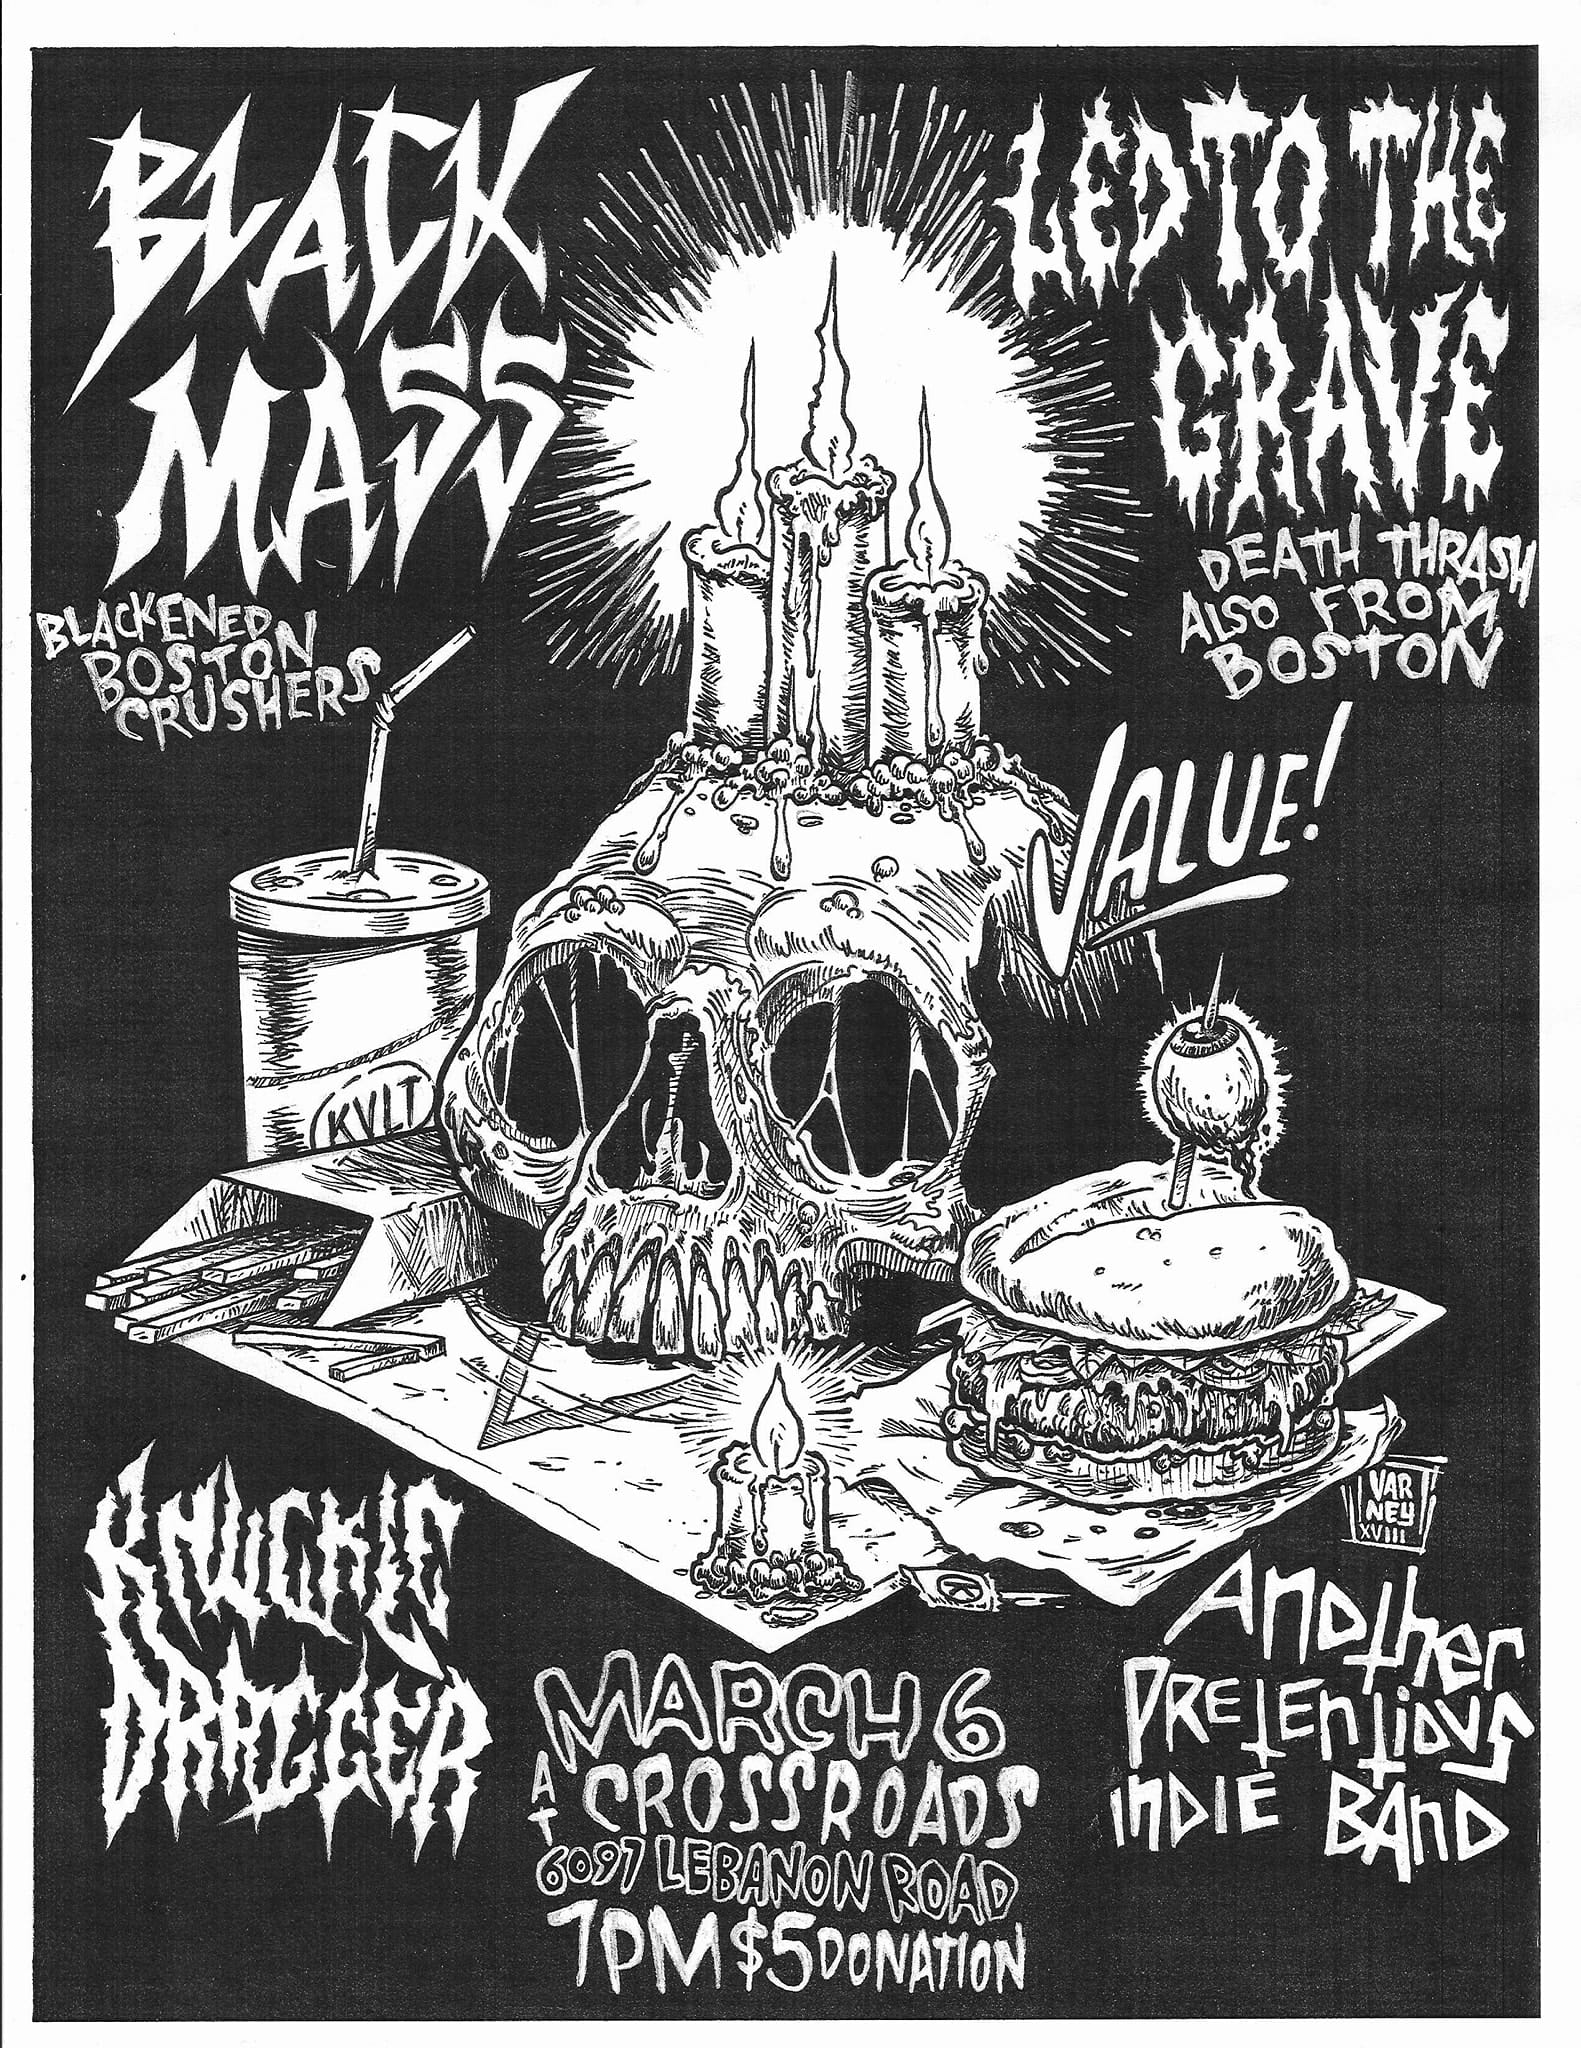 BLACK
MASS
BLACKENED
BOSTON
CRUSHERS
LED TO THE
GRAVE
DEATH THRASH
ALSO FROM
BOSTON
VALUE!
KVLT
VAR
NEY
XVIII
K
KNUCKLE
DRAGGER
ANOTHER
PRETENTIOUS
INDIE BAND
MARCH 6
AT CROSSROADS
6097 LEBANON ROAD
7PM $5 DONATION